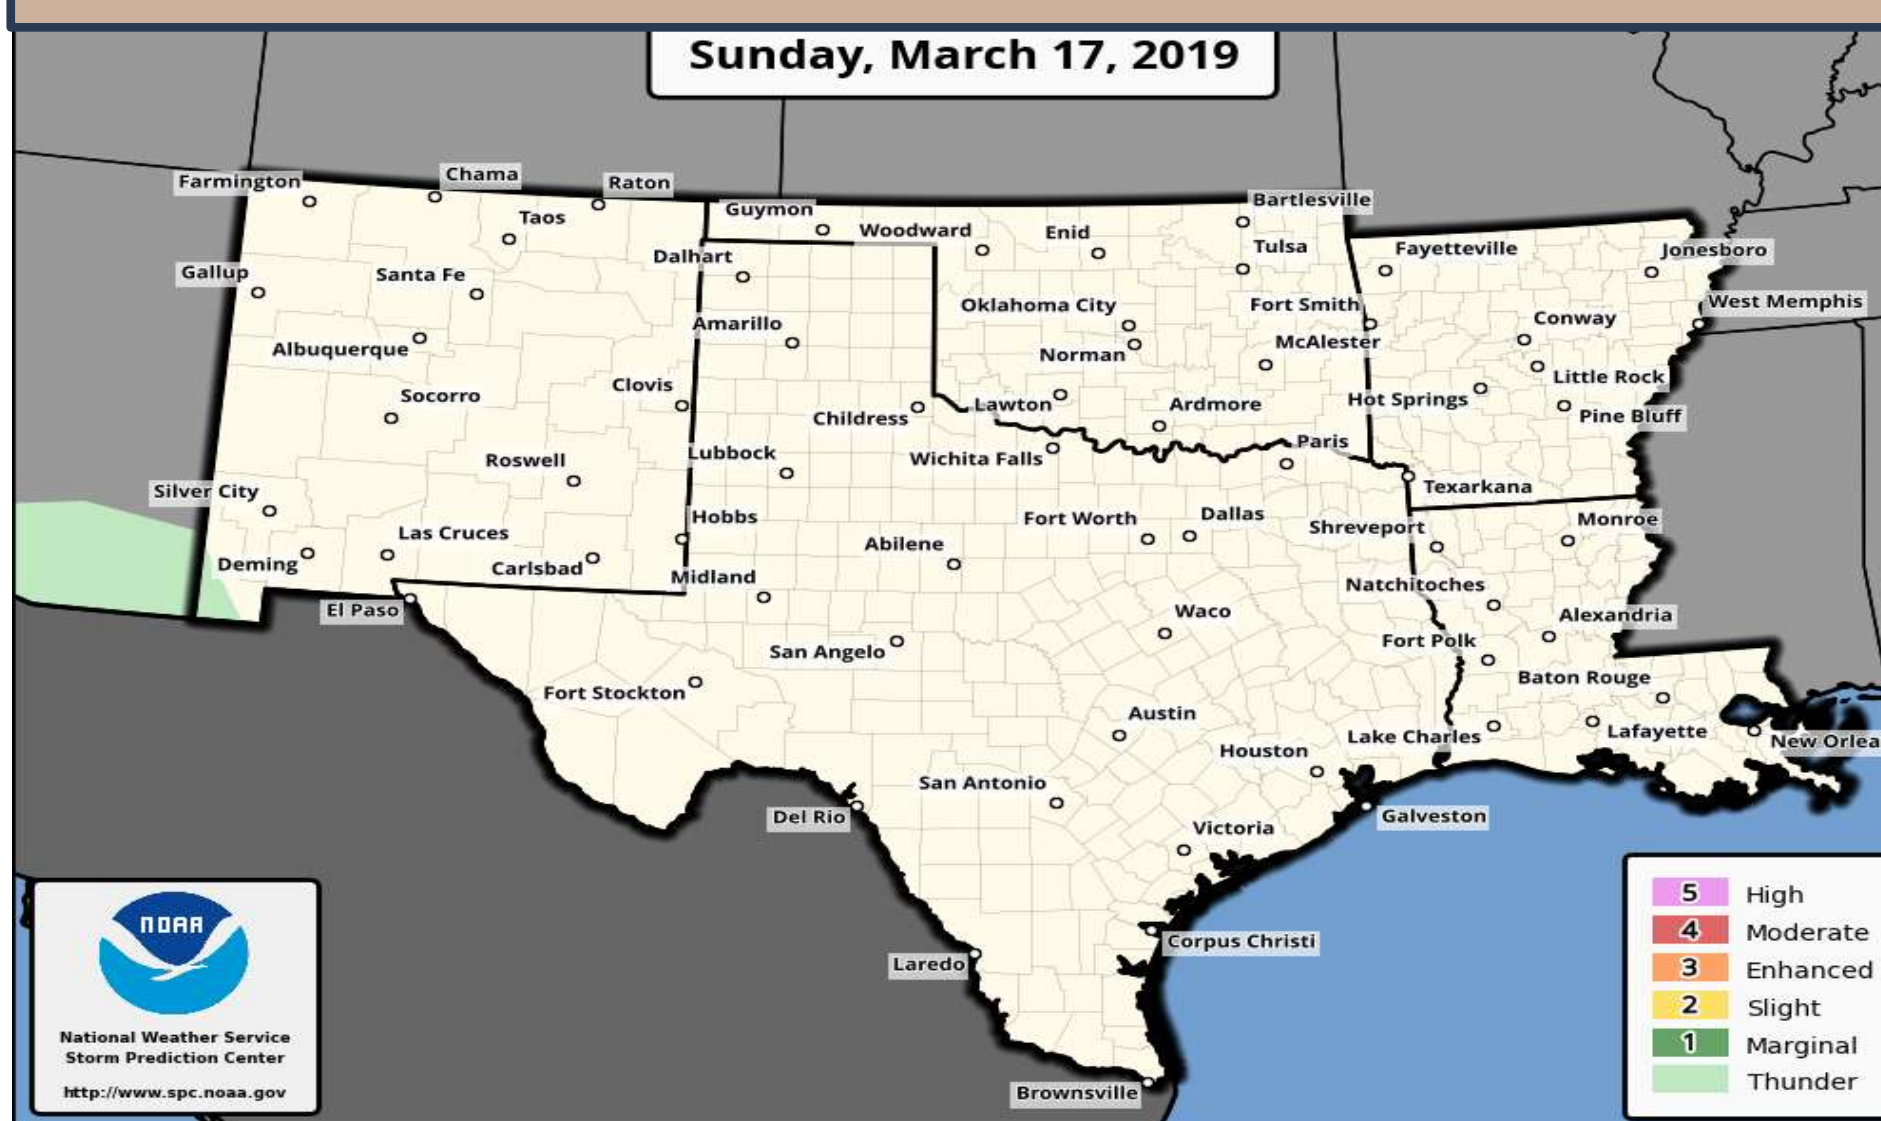 Sunday, March 17, 2019
Farmington
Chama
Raton
Taos
Guymon
Woodward
Enid
Bartlesville
Tulsa
Fayetteville
Jonesboro
Gallup
Santa Fe
Dalhart
Amarillo
Oklahoma City
Fort Smith
West Memphis
Conway
Albuquerque
Norman
McAlester
Little Rock
Socorro
Clovis
Childress
Lawton
Ardmore
Hot Springs
Pine Bluff
Roswell
Lubbock
Wichita Falls
Paris
Texarkana
Silver City
Las Cruces
Hobbs
Fort Worth
Dallas
Shreveport
Monroe
Deming
Carlsbad
Midland
Abilene
Natchitoches
El Paso
Waco
Alexandria
San Angelo
Fort Polk
Fort Stockton
Baton Rouge
Austin
Houston
Lake Charles
Lafayette
New Orlea
San Antonio
Del Rio
Victoria
Galveston
Corpus Christi
Laredo
Brownsville
NOAA
National Weather Service
Storm Prediction Center
http://www.spc.noaa.gov
5 High
4 Moderate
3 Enhanced
2 Slight
1 Marginal
Thunder